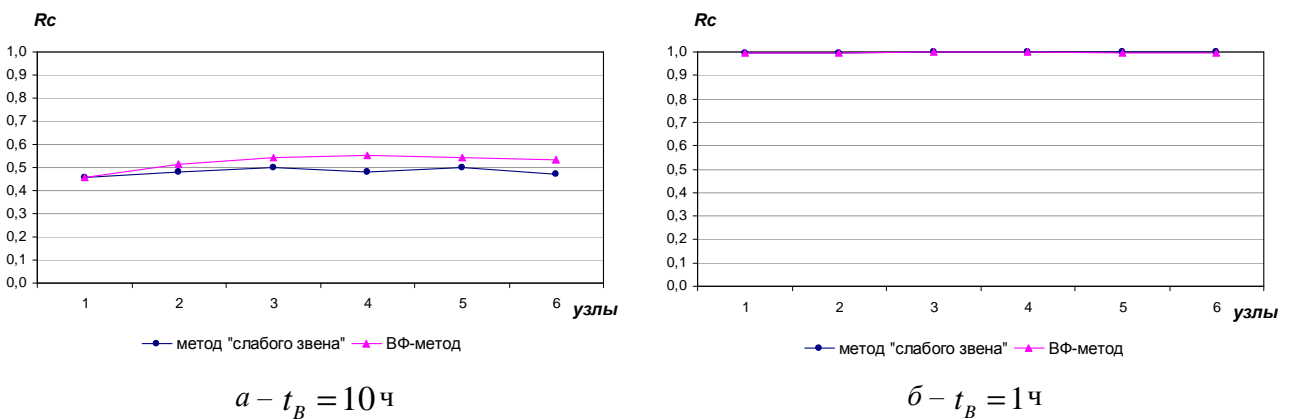 Rc
1,0
0,9
0,8
0,7
0,6
0,5
0,4
0,3
0,2
0,1
0,0
1 2 3 4 5 6 узлы
метод "слабого звена" ВФ-метод
а – t_B = 10 ч
Rc
1,0
0,9
0,8
0,7
0,6
0,5
0,4
0,3
0,2
0,1
0,0
1 2 3 4 5 6 узлы
метод "слабого звена" ВФ-метод
б – t_B = 1 ч